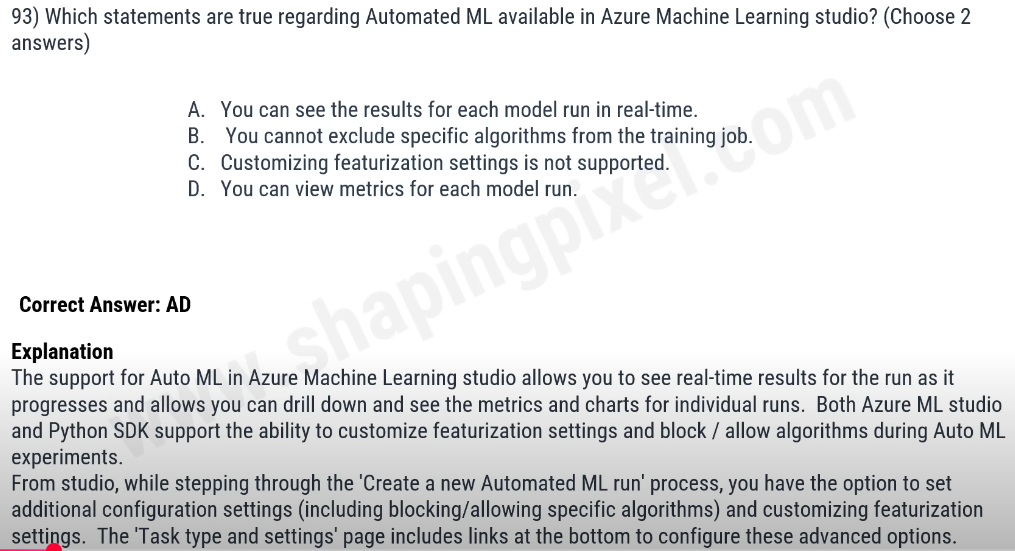 93) Which statements are true regarding Automated ML available in Azure Machine Learning studio? (Choose 2
answers)
A. You can see the results for each model run in real-time.
B. You cannot exclude specific algorithms from the training job.
C. Customizing featurization settings is not supported.
D. You can view metrics for each model run.
www.shapingpixel.com
Correct Answer: AD
Explanation
The support for Auto ML in Azure Machine Learning studio allows you to see real-time results for the run as it
progresses and allows you can drill down and see the metrics and charts for individual runs. Both Azure ML studio
and Python SDK support the ability to customize featurization settings and block / allow algorithms during Auto ML
experiments.
From studio, while stepping through the 'Create a new Automated ML run' process, you have the option to set
additional configuration settings (including blocking/allowing specific algorithms) and customizing featurization
settings. The 'Task type and settings' page includes links at the bottom to configure these advanced options.